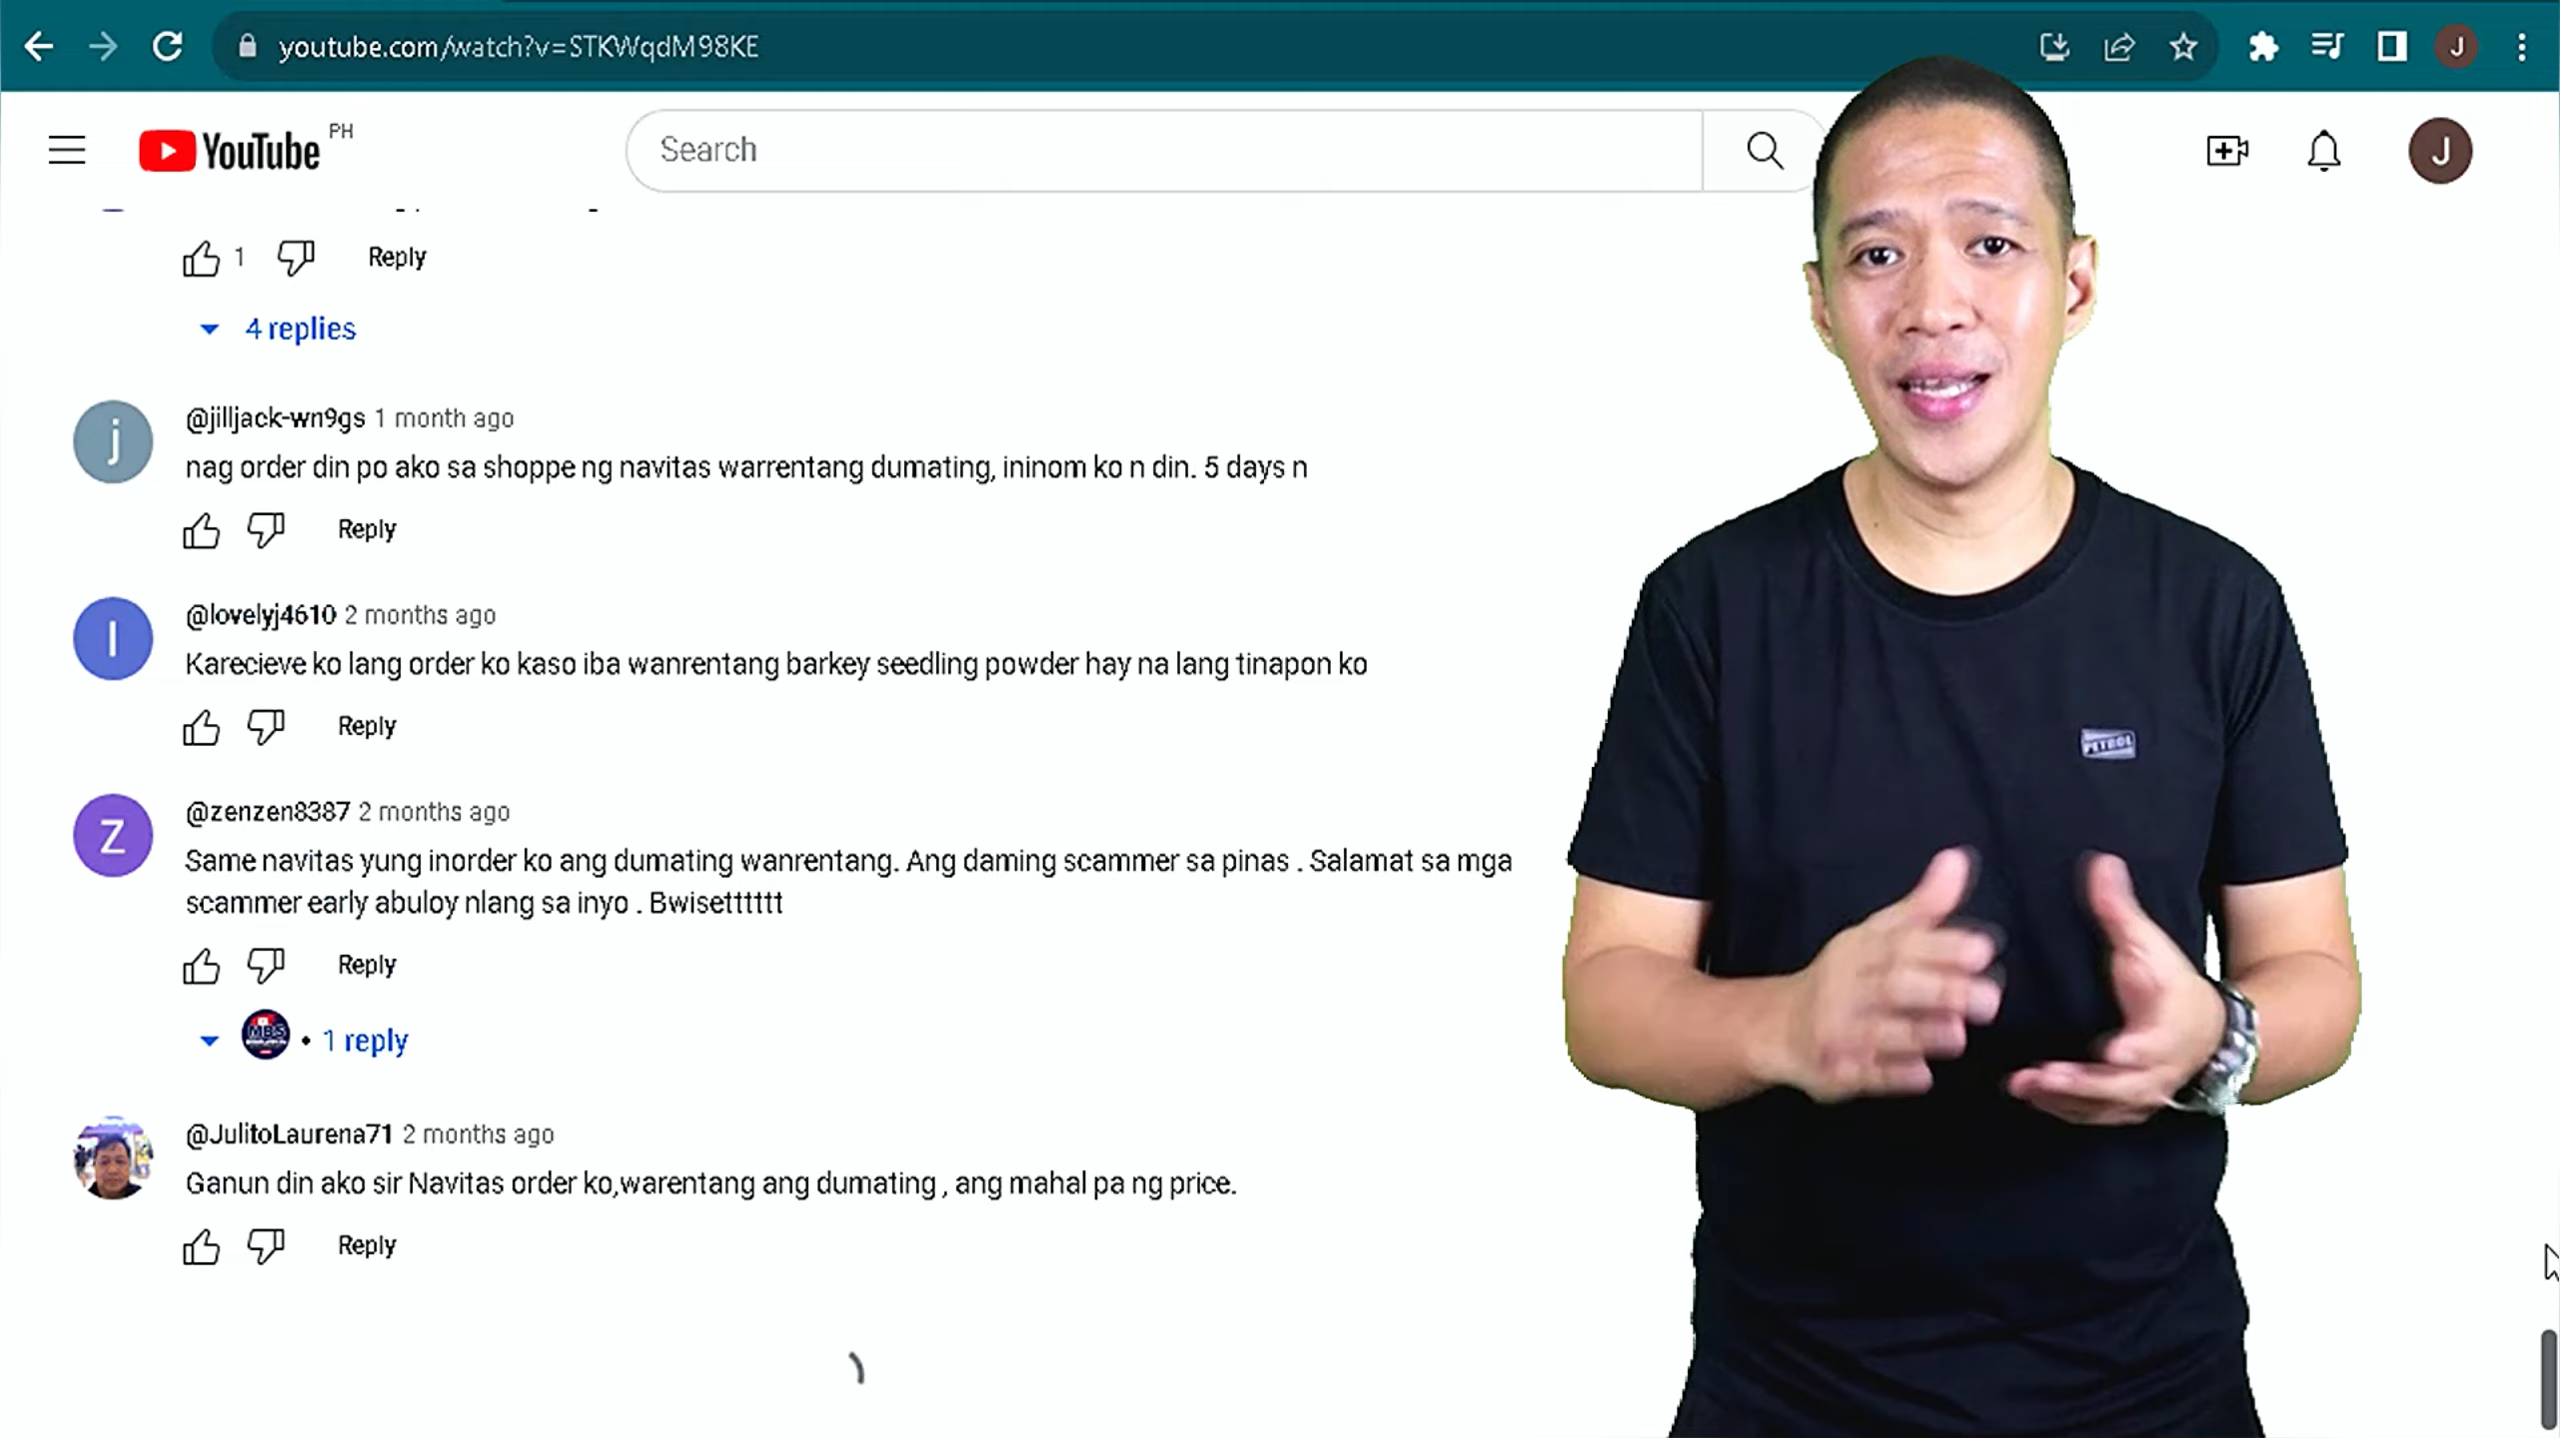 youtube.com/watch?v=STKWqdM98KE
J
YouTube PH
Search
J
1 Reply
4 replies
j
@jilljack-wn9gs 1 month ago
nag order din po ako sa shoppe ng navitas warrentang dumating, ininom ko n din. 5 days n
Reply
l
@lovelyj4610 2 months ago
Karecieve ko lang order ko kaso iba wanrentang barkey seedling powder hay na lang tinapon ko
Reply
PETROL
Z
@zenzen8387 2 months ago
Same navitas yung inorder ko ang dumating wanrentang. Ang daming scammer sa pinas . Salamat sa mga
scammer early abuloy nlang sa inyo . Bwisetttttt
Reply
MBS
• 1 reply
@JulitoLaurena71 2 months ago
Ganun din ako sir Navitas order ko,warentang ang dumating , ang mahal pa ng price.
Reply